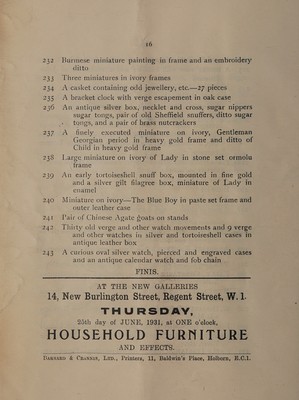 16
232 Burmese miniature painting in frame and an embroidery
ditto
233 Three miniatures in ivory frames
234 A casket containing odd jewellery, etc.—27 pieces
235 A bracket clock with verge escapement in oak case
236 An antique silver box, necklet and cross, sugar nippers
sugar tongs, pair of old Sheffield snuffers, ditto sugar
tongs, and a pair of brass nutcrackers
237 A finely executed miniature on ivory, Gentleman
Georgian period in heavy gold frame and ditto of
Child in heavy gold frame
238 Large miniature on ivory of Lady in stone set ormolu
frame
239 An early tortoiseshell snuff box, mounted in fine gold
and a silver gilt filagree box, miniature of Lady in
enamel
240 Miniature on ivory—The Blue Boy in paste set frame and
outer leather case
241 Pair of Chinese Agate goats on stands
242 Thirty old verge and other watch movements and 9 verge
and other watches in silver and tortoiseshell cases in
antique leather box
243 A curious oval silver watch, pierced and engraved cases
and an antique calendar watch and fob chain
FINIS.
AT THE NEW GALLERIES
14, New Burlington Street, Regent Street, W.1.
THURSDAY,
25th day of JUNE, 1931, at ONE o'clock,
HOUSEHOLD FURNITURE
AND EFFECTS.
Barnard & Crannis, Ltd., Printers, 11, Baldwin's Place, Holborn, E.C.1.